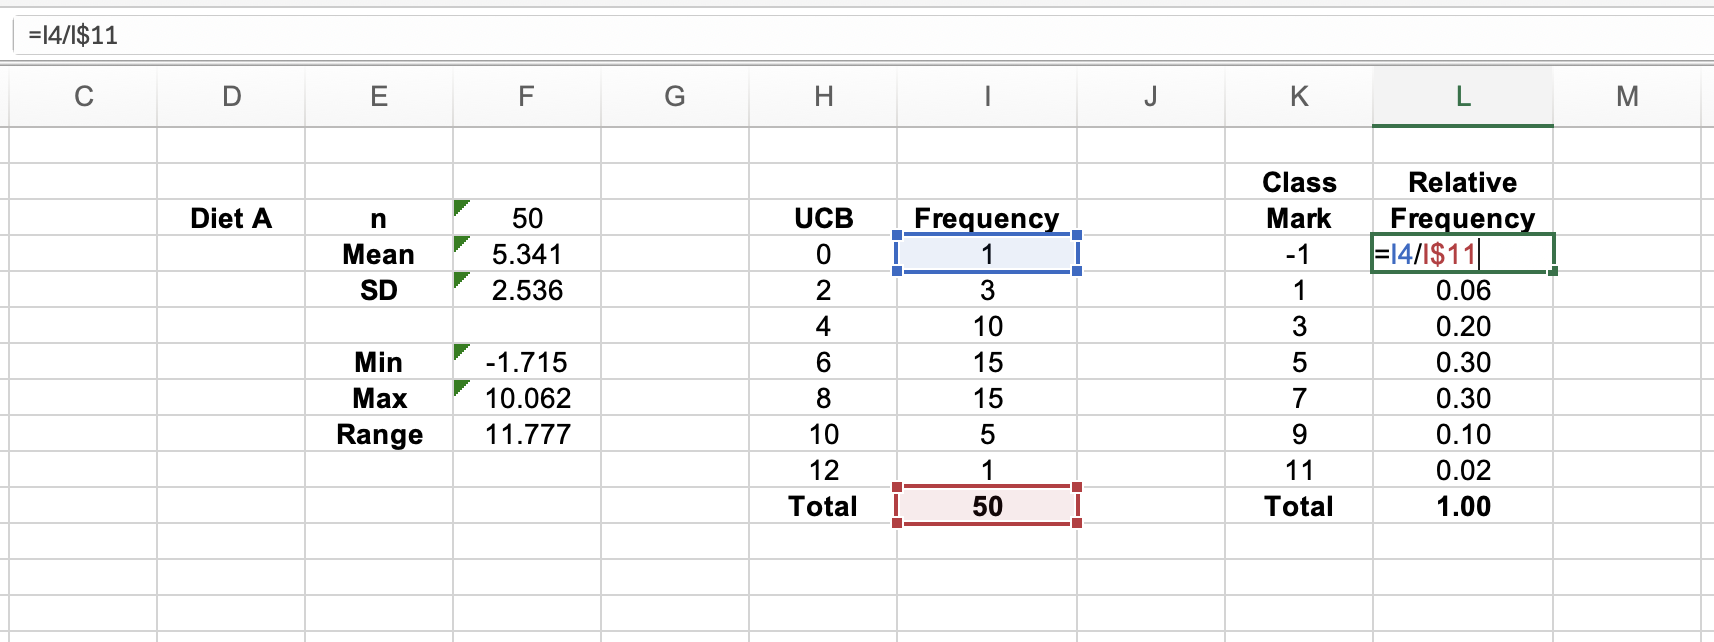 =I4/I$11
C D E F G H I J K L M
Class Relative
Diet A n 50 UCB Frequency Mark Frequency
Mean 5.341 0 1 -1 =I4/I$11
SD 2.536 2 3 1 0.06
4 10 3 0.20
Min -1.715 6 15 5 0.30
Max 10.062 8 15 7 0.30
Range 11.777 10 5 9 0.10
12 1 11 0.02
Total 50 Total 1.00